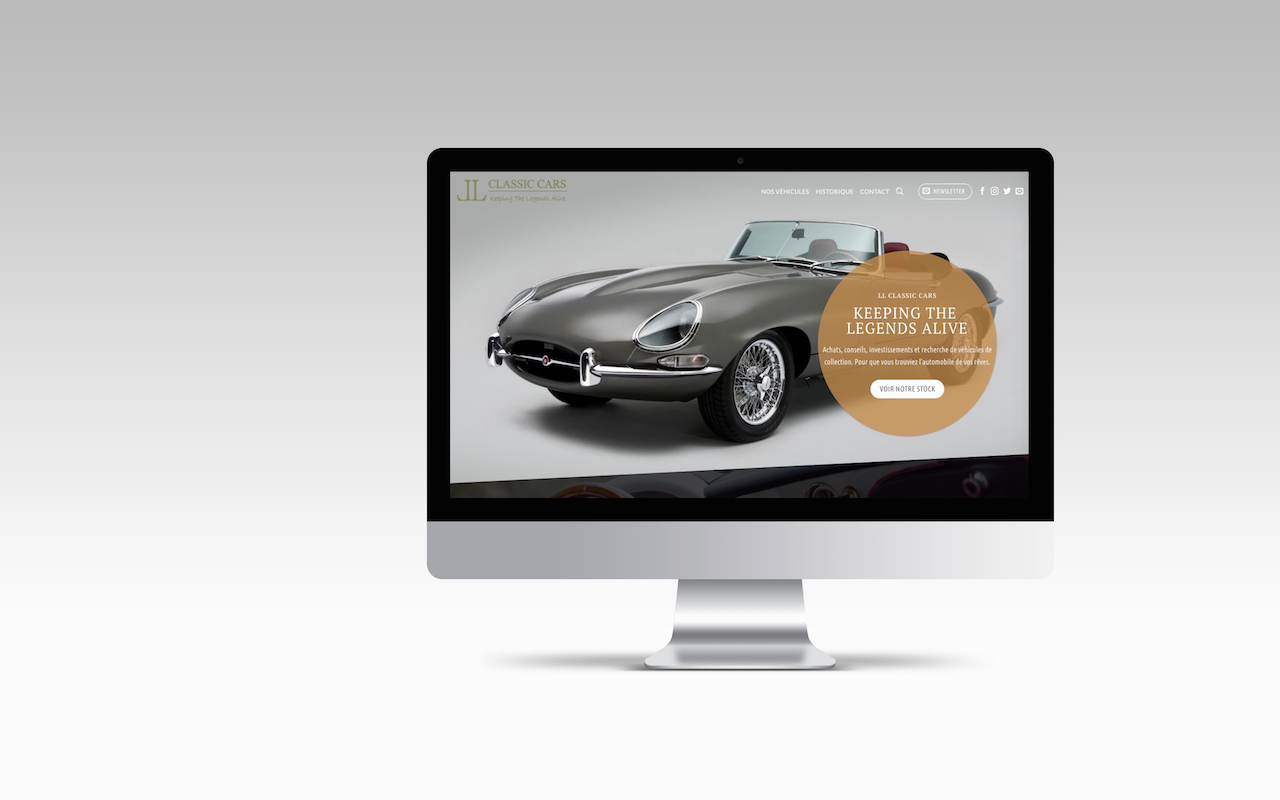 LL CLASSIC CARS
Keeping The Legends Alive
NOS VÉHICULES HISTORIQUE CONTACT NEWSLETTER
LL CLASSIC CARS
KEEPING THE
LEGENDS ALIVE
Achats, conseils, investissements et recherche de véhicules de
collection. Pour que vous trouviez l'automobile de vos rêves.
VOIR NOTRE STOCK